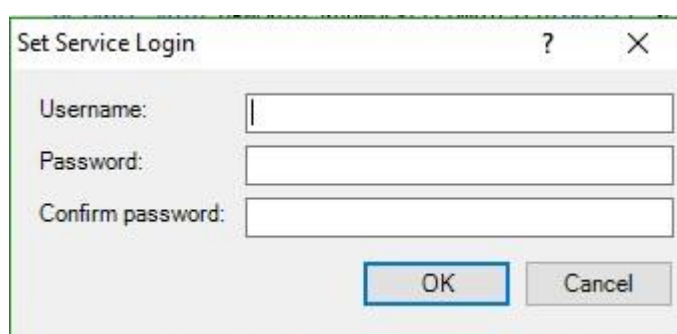 Set Service Login ? X
Username:
Password:
Confirm password:
OK Cancel